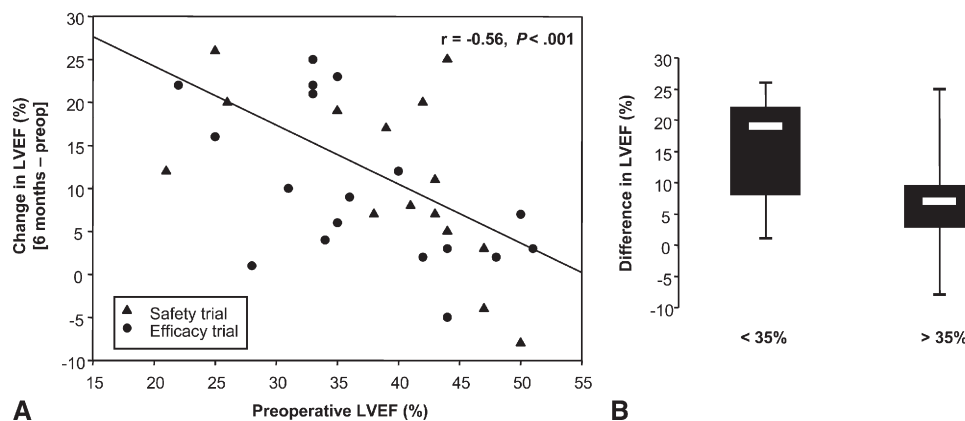 r = -0.56, P < .001
Change in LVEF (%)
[6 months – preop]
30
25
20
15
10
5
0
-5
-10
Safety trial
Efficacy trial
15 20 25 30 35 40 45 50 55
Preoperative LVEF (%)
A
Difference in LVEF (%)
30
25
20
15
10
5
0
-5
-10
< 35% > 35%
B